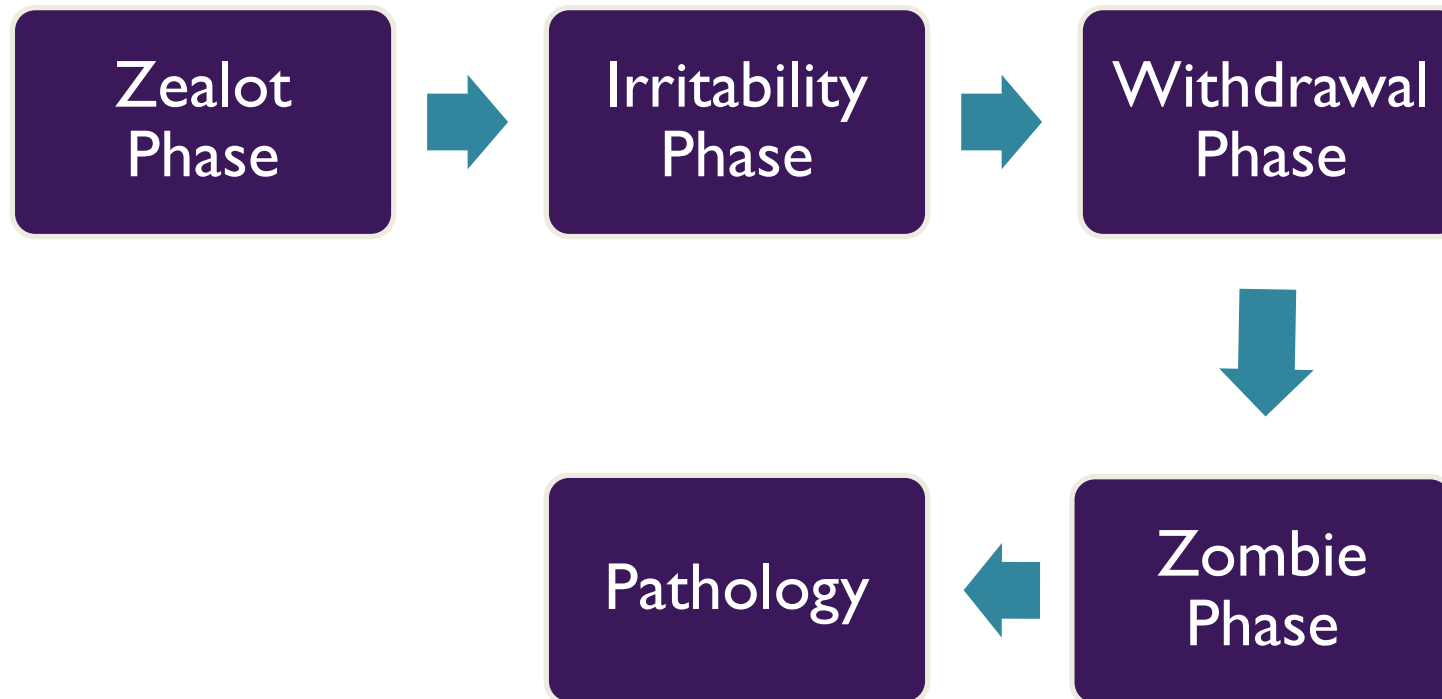 Zealot
Phase
Irritability
Phase
Withdrawal
Phase
Zombie
Phase
Pathology